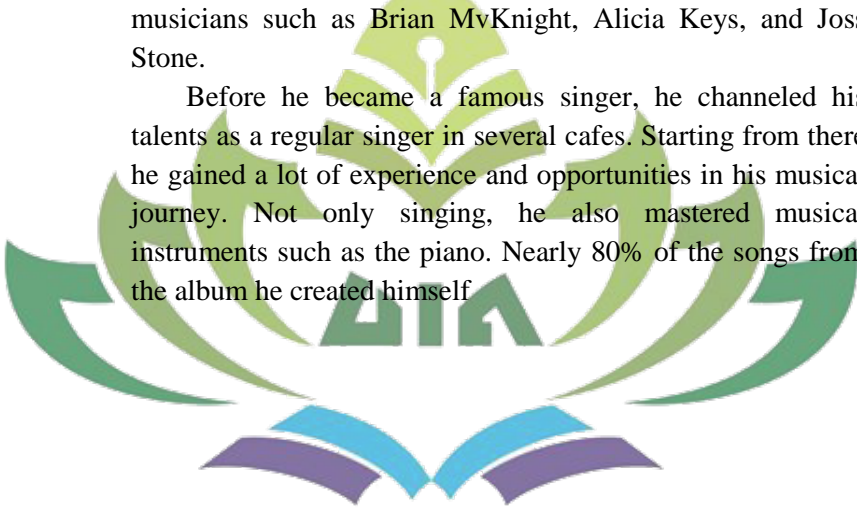 musicians such as Brian MvKnight, Alicia Keys, and Joss
Stone.
Before he became a famous singer, he channeled his
talents as a regular singer in several cafes. Starting from there
he gained a lot of experience and opportunities in his musica
journey. Not only singing, he also mastered musica
instruments such as the piano. Nearly 80% of the songs from
the album he created himself